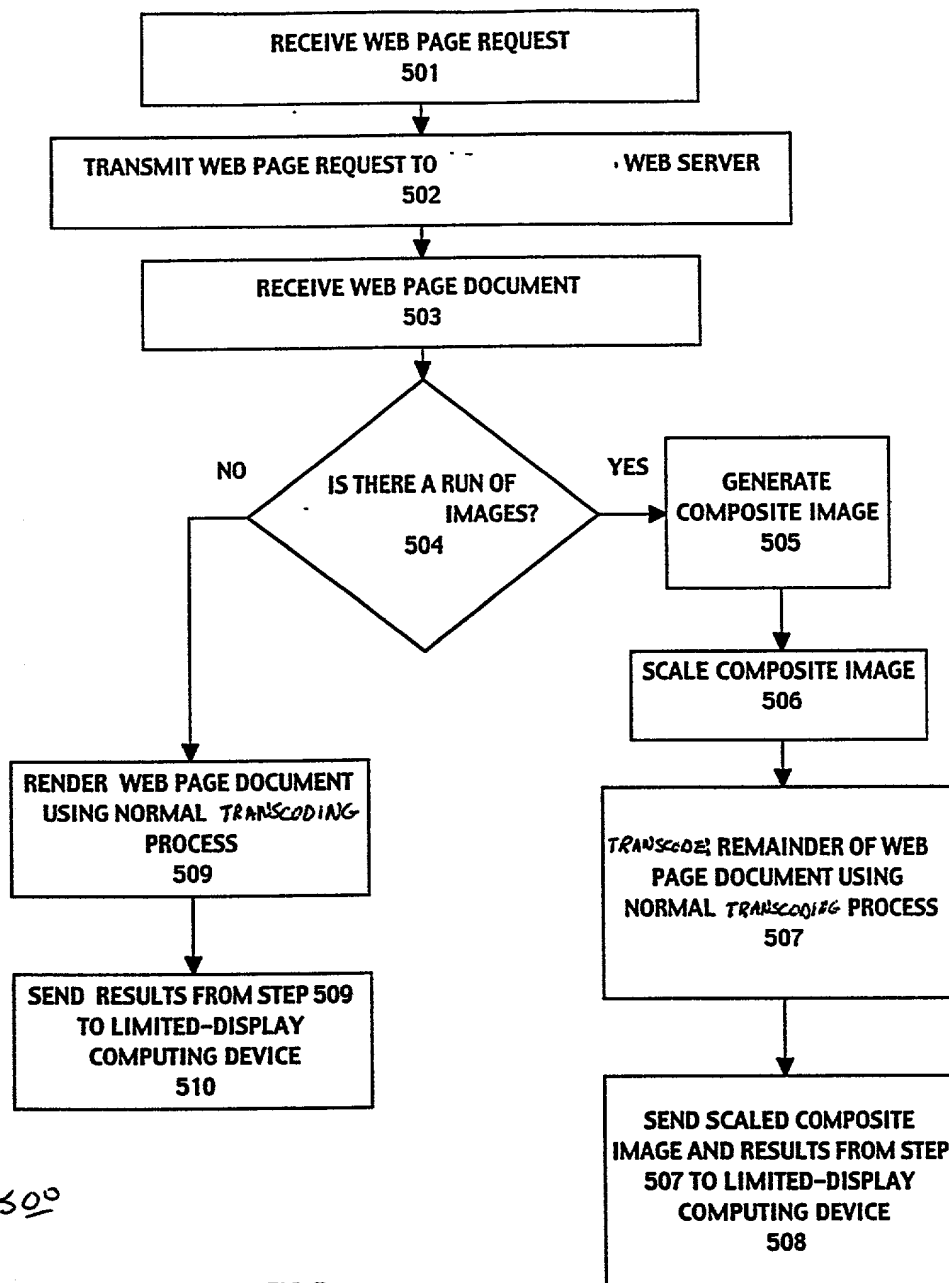 RECEIVE WEB PAGE REQUEST
501
TRANSMIT WEB PAGE REQUEST TO WEB SERVER
502
RECEIVE WEB PAGE DOCUMENT
503
NO
YES
IS THERE A RUN OF
IMAGES?
504
GENERATE
COMPOSITE IMAGE
505
SCALE COMPOSITE IMAGE
506
RENDER WEB PAGE DOCUMENT
USING NORMAL TRANSCODING
PROCESS
509
TRANSCODE REMAINDER OF WEB
PAGE DOCUMENT USING
NORMAL TRANSCODING PROCESS
507
SEND RESULTS FROM STEP 509
TO LIMITED-DISPLAY
COMPUTING DEVICE
510
SEND SCALED COMPOSITE
IMAGE AND RESULTS FROM STEP
507 TO LIMITED-DISPLAY
COMPUTING DEVICE
508
500